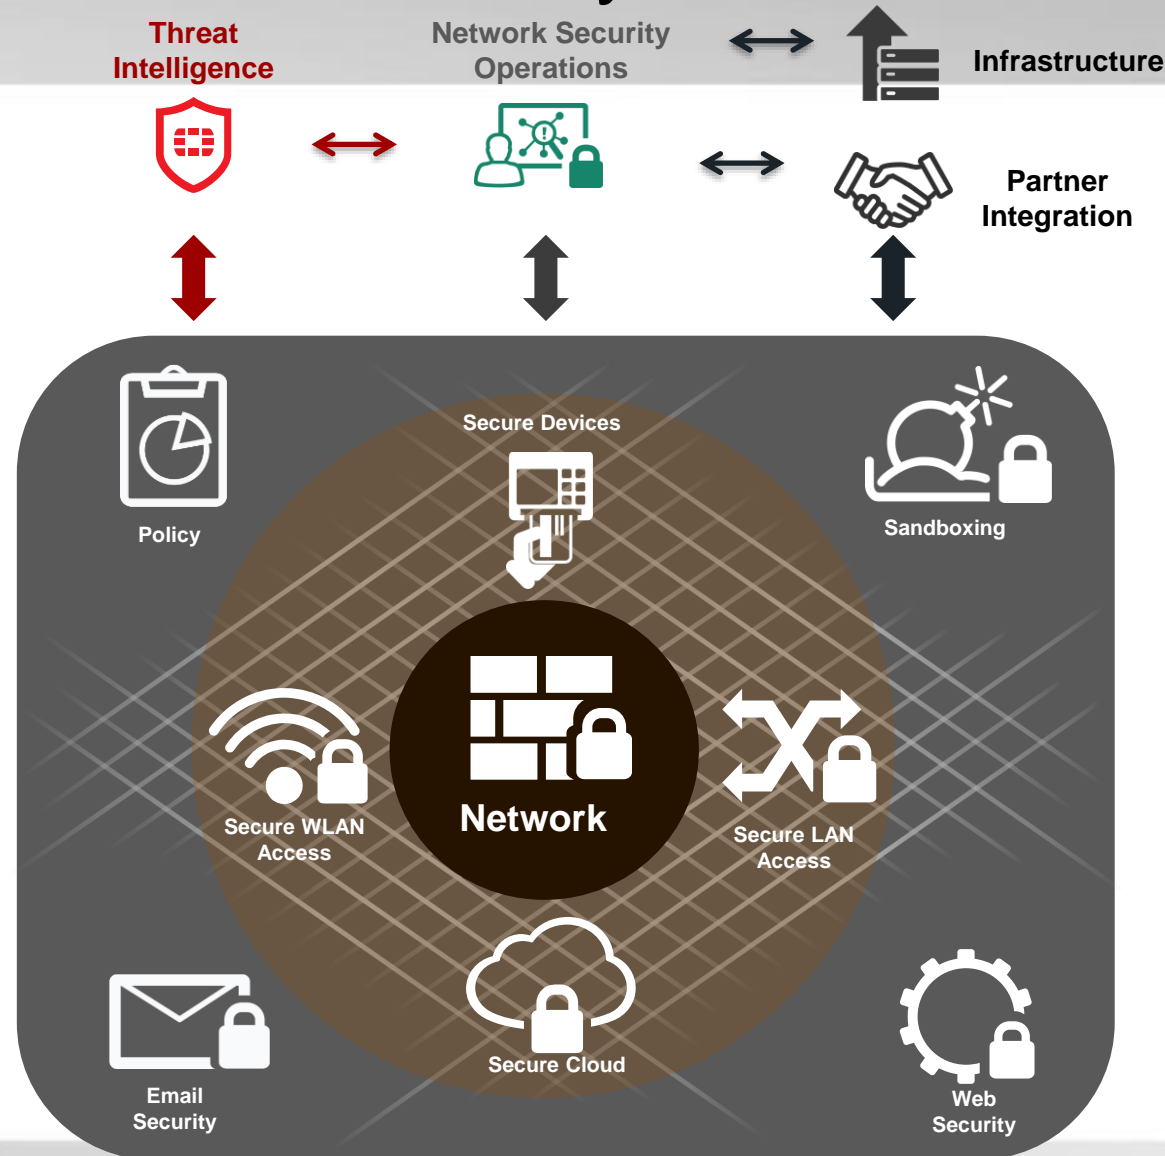 Threat
Intelligence
Network Security
Operations
Infrastructure
Partner
Integration
Secure Devices
Policy
Sandboxing
Network
Secure WLAN
Access
Secure LAN
Access
Secure Cloud
Email
Security
Web
Security